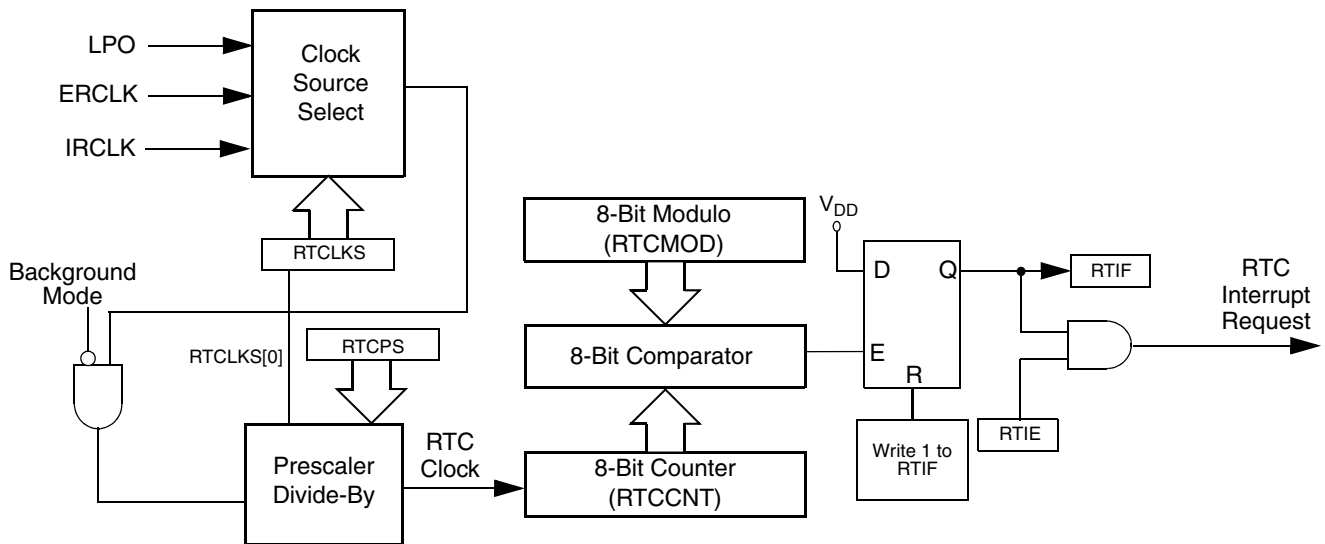 LPO
ERCLK
IRCLK
Clock
Source
Select
RTCLKS
Background
Mode
RTCLKS[0]
RTCPS
Prescaler
Divide-By
RTC
Clock
8-Bit Modulo
(RTCMOD)
8-Bit Comparator
8-Bit Counter
(RTCCNT)
VDD
D
Q
E
R
Write 1 to
RTIF
RTIF
RTIE
RTC
Interrupt
Request